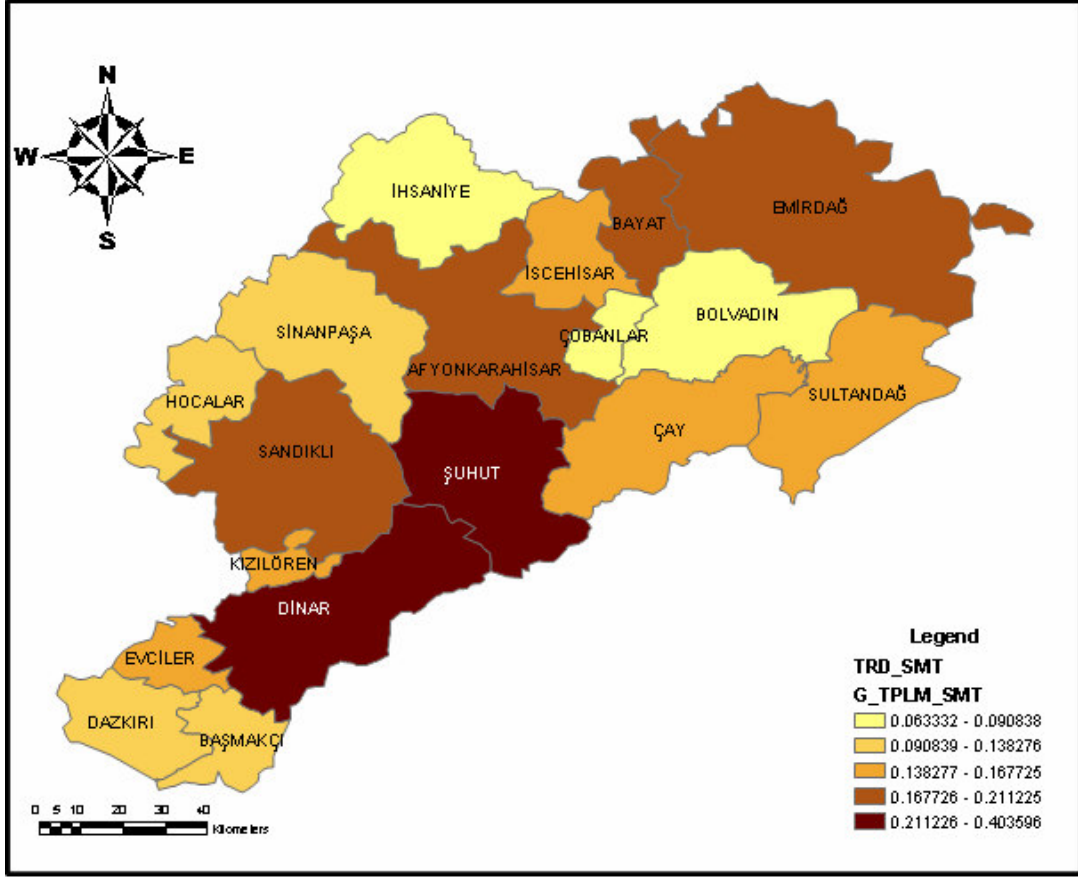 N
W E
S
İHSANİYE
EMİRDAĞ
BAYAT
İSCEHİSAR
BOLVADIN
SİNANPAŞA
ÇOBANLAR
AFYONKARAHİSAR
SULTANDAĞ
HOCALAR
ÇAY
SANDIKLI
ŞUHUT
KIZILÖREN
DİNAR
EVCİLER
DAZKIRI
BAŞMAKÇI
Legend
TRD_SMT
G_TPLM_SMT
0.063332 - 0.090838
0.090839 - 0.138276
0.138277 - 0.167725
0.167726 - 0.211225
0.211226 - 0.403596
0 5 10 20 30 40
Kilometers